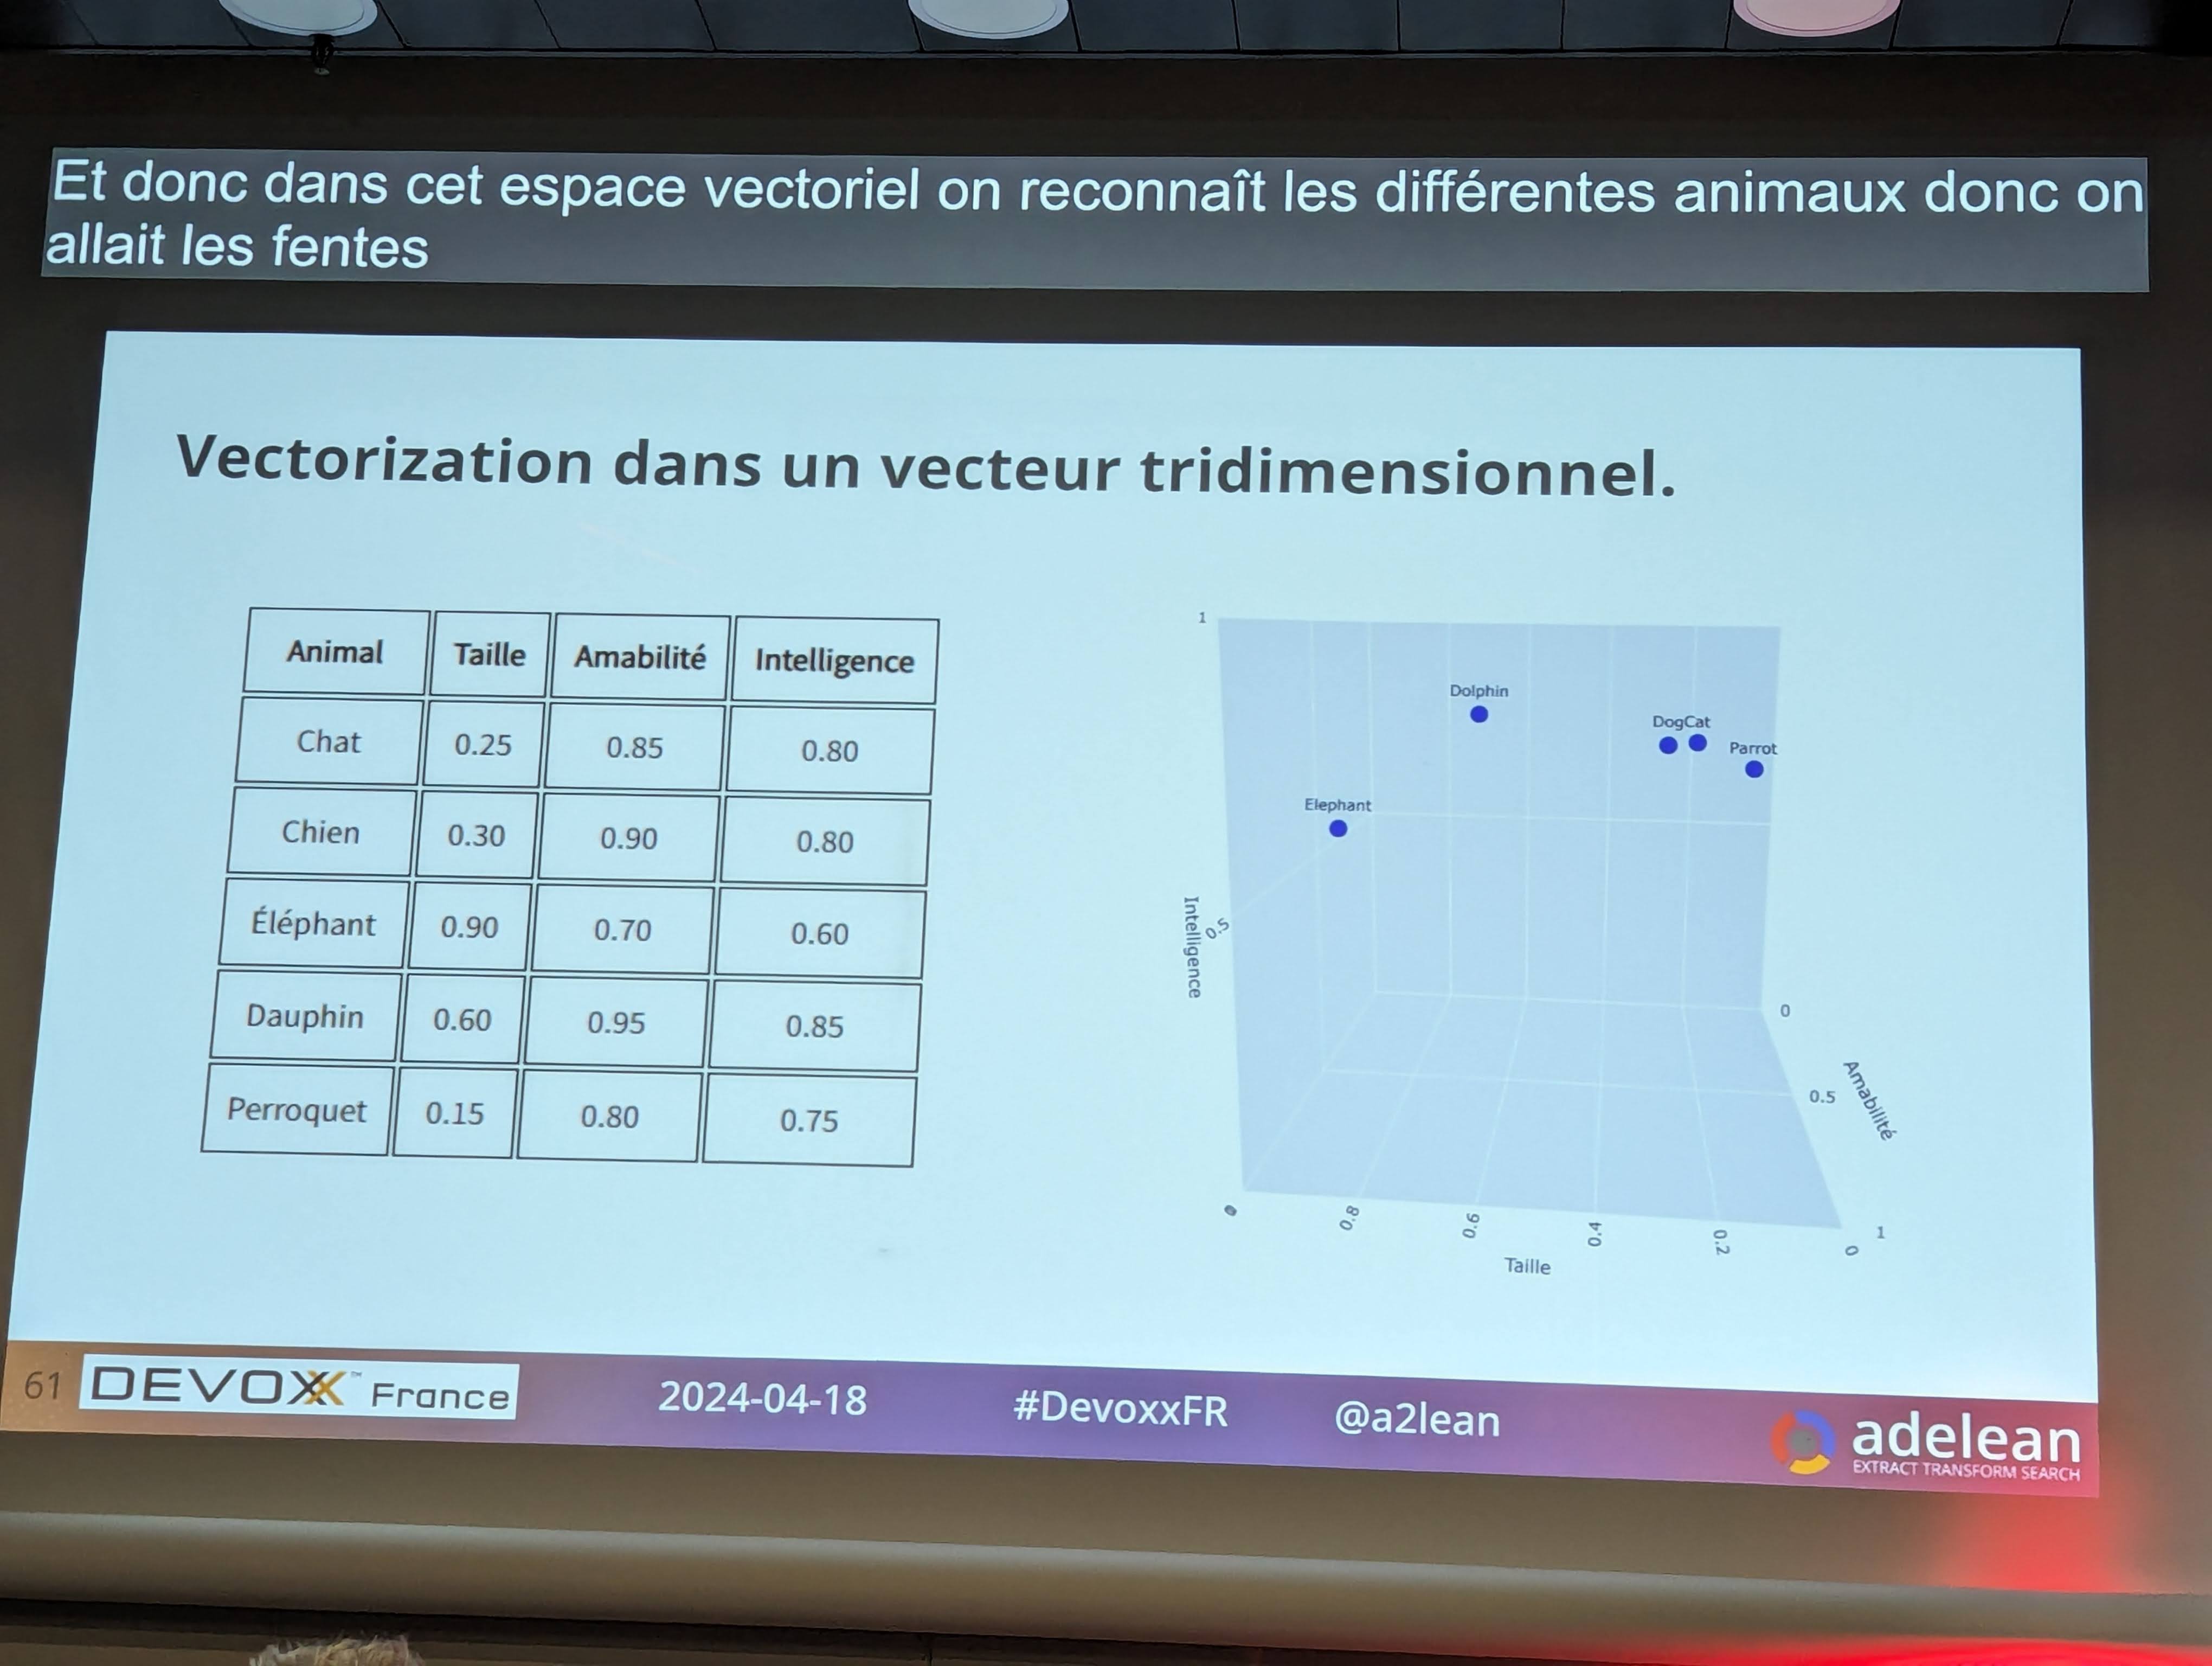 Et donc dans cet espace vectoriel on reconnaît les différentes animaux donc on
allait les fentes
Vectorization dans un vecteur tridimensionnel.
Animal Taille Amabilité Intelligence
Chat 0.25 0.85 0.80
Chien 0.30 0.90 0.80
Éléphant 0.90 0.70 0.60
Dauphin 0.60 0.95 0.85
Perroquet 0.15 0.80 0.75
1
Dolphin
DogCat
Parrot
Elephant
Intelligence
0.5
0
0.5
Amabilité
1
0.8
0.6
0.4
0.2
0
Taille
61 DEVOXX™ France 2024-04-18 #DevoxxFR @a2lean adelean
EXTRACT TRANSFORM SEARCH